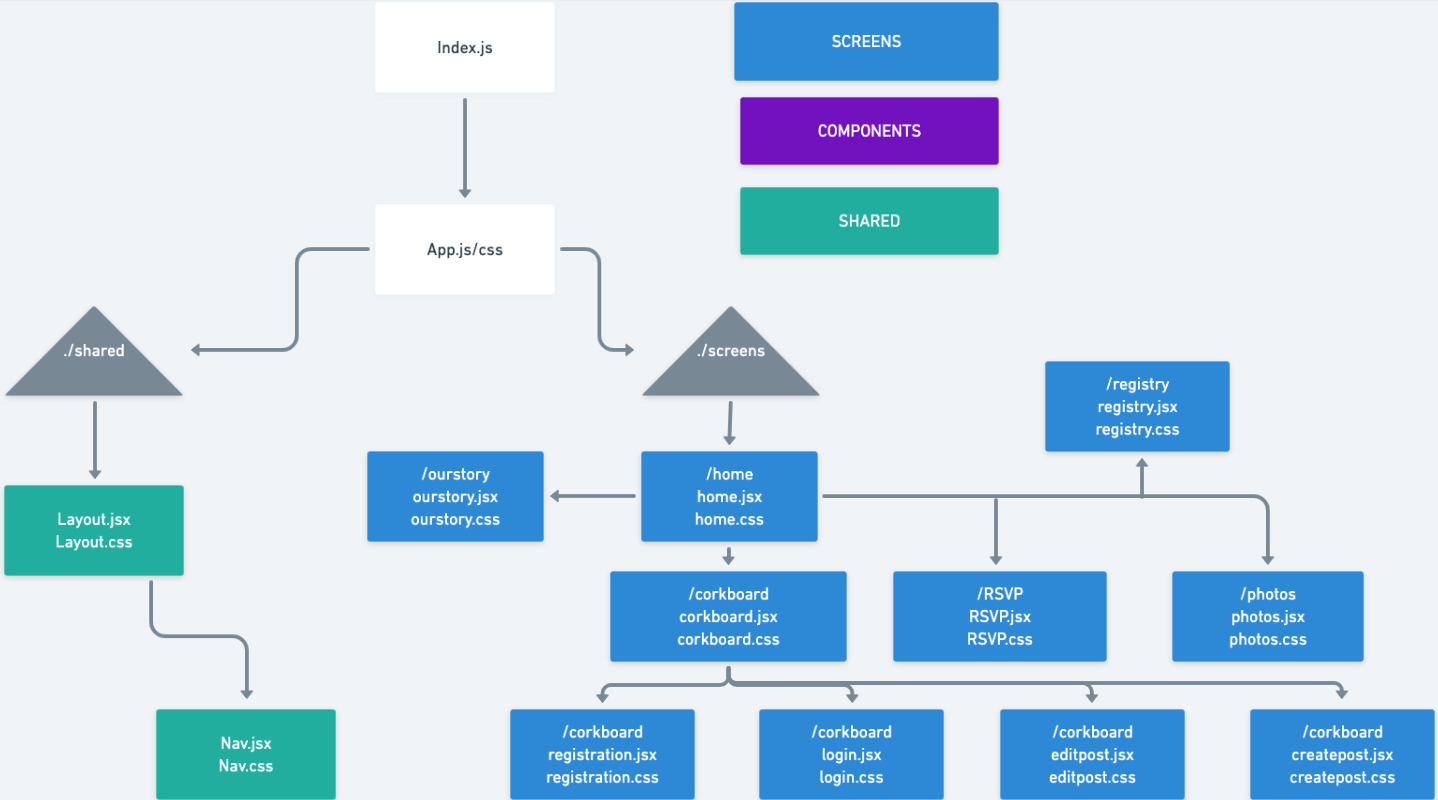 Index.js
SCREENS
COMPONENTS
SHARED
App.js/css
./shared
./screens
/registry
registry.jsx
registry.css
/ourstory
ourstory.jsx
ourstory.css
/home
home.jsx
home.css
Layout.jsx
Layout.css
/corkboard
corkboard.jsx
corkboard.css
/RSVP
RSVP.jsx
RSVP.css
/photos
photos.jsx
photos.css
Nav.jsx
Nav.css
/corkboard
registration.jsx
registration.css
/corkboard
login.jsx
login.css
/corkboard
editpost.jsx
editpost.css
/corkboard
createpost.jsx
createpost.css